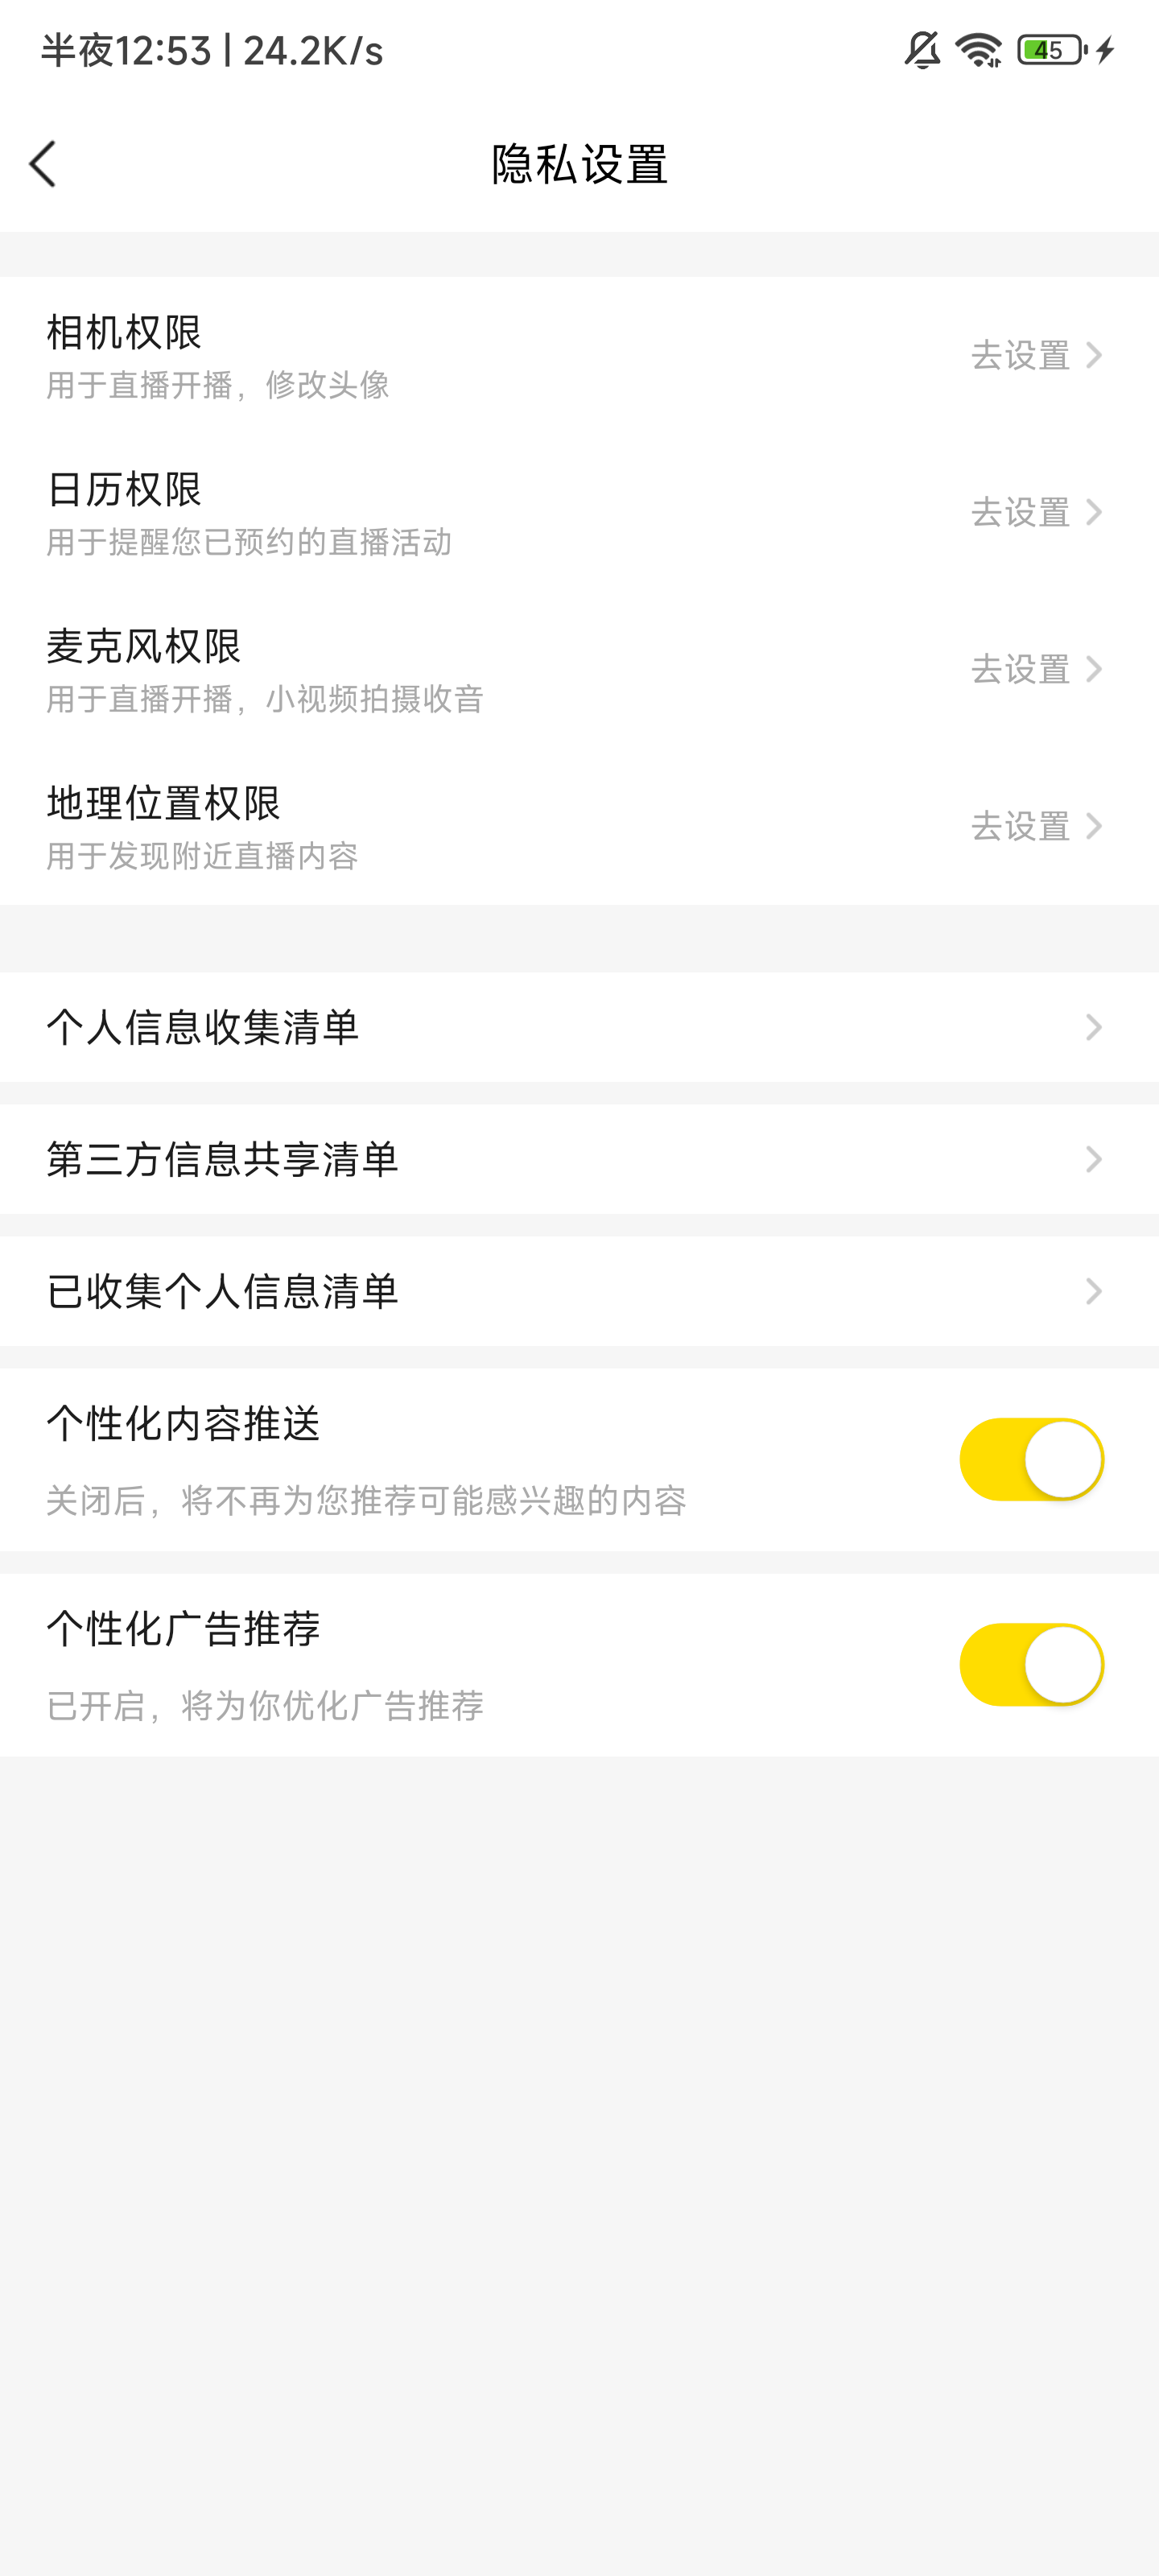 半夜12:53 | 24.2K/s
45
隐私设置
相机权限
用于直播开播，修改头像
去设置
日历权限
用于提醒您已预约的直播活动
去设置
麦克风权限
用于直播开播，小视频拍摄收音
去设置
地理位置权限
用于发现附近直播内容
去设置
个人信息收集清单
第三方信息共享清单
已收集个人信息清单
个性化内容推送
关闭后，将不再为您推荐可能感兴趣的内容
个性化广告推荐
已开启，将为你优化广告推荐